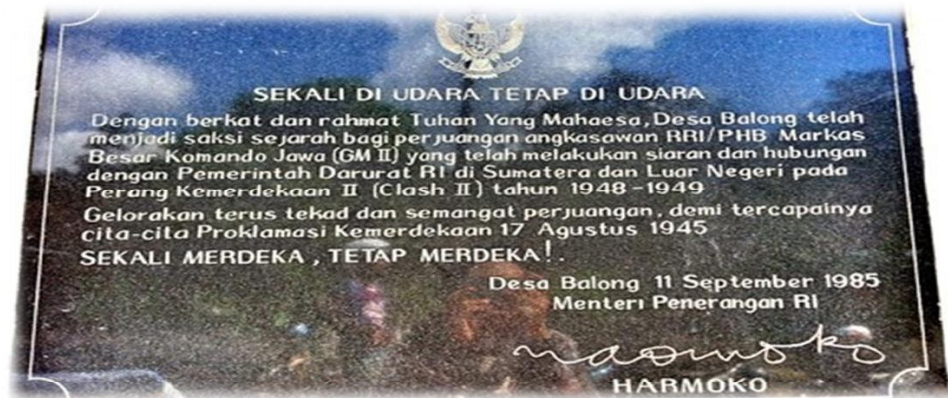 SEKALI DI UDARA TETAP DI UDARA
Dengan berkat dan rahmat Tuhan Yang Mahaesa, Desa Balong telah
menjadi saksi sejarah bagi perjuangan angkasawan RRI/PHB Markas
Besar Komando Jawa (GM II) yang telah melakukan siaran dan hubungan
dengan Pemerintah Darurat RI di Sumatera dan Luar Negeri pada
Perang Kemerdekaan II (Clash II) tahun 1948-1949
Gelorakan terus tekad dan semangat perjuangan, demi tercapainya
cita-cita Proklamasi Kemerdekaan 17 Agustus 1945
SEKALI MERDEKA, TETAP MERDEKA!.
Desa Balong 11 September 1985
Menteri Penerangan RI
HARMOKO